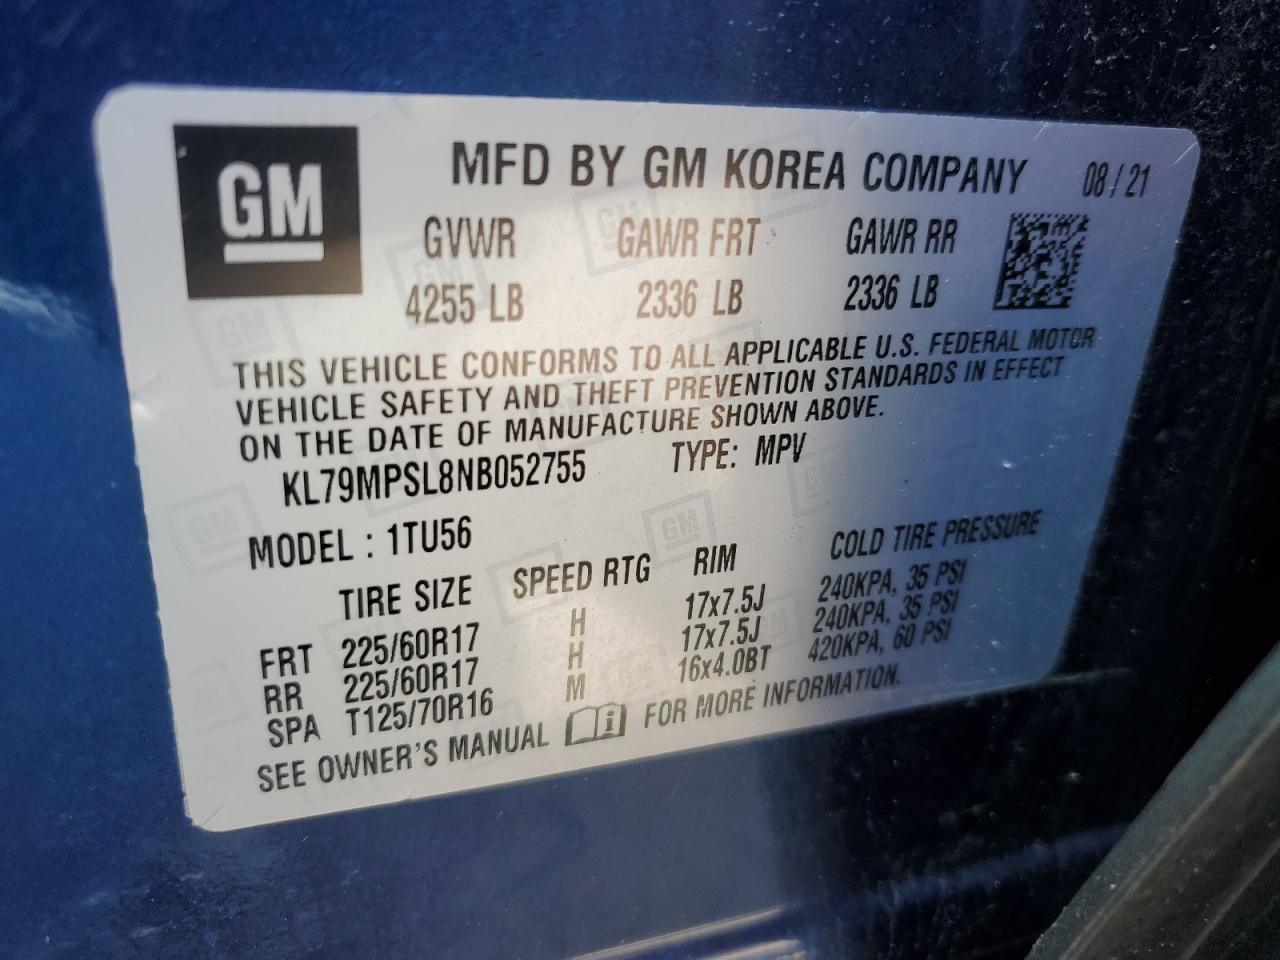 GM
MFD BY GM KOREA COMPANY 08/21
GVWR GAWR FRT GAWR RR
4255 LB 2336 LB 2336 LB
THIS VEHICLE CONFORMS TO ALL APPLICABLE U.S. FEDERAL MOTOR
VEHICLE SAFETY AND THEFT PREVENTION STANDARDS IN EFFECT
ON THE DATE OF MANUFACTURE SHOWN ABOVE.
KL79MPSL8NB052755 TYPE: MPV
MODEL : 1TU56
TIRE SIZE SPEED RTG RIM COLD TIRE PRESSURE
FRT 225/60R17 H 17x7.5J 240KPA, 35 PSI
RR 225/60R17 H 17x7.5J 240KPA, 35 PSI
SPA T125/70R16 M 16x4.0BT 420KPA, 60 PSI
SEE OWNER'S MANUAL i FOR MORE INFORMATION.